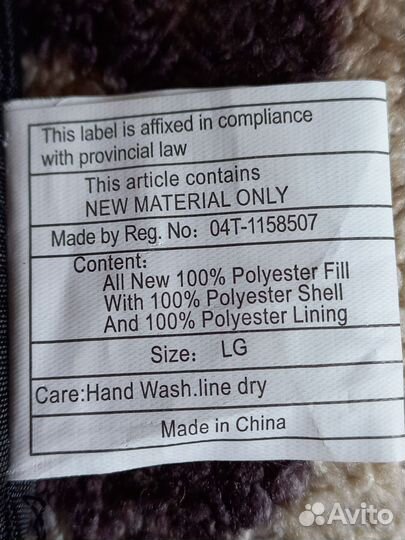 This label is affixed in compliance
with provincial law
This article contains
NEW MATERIAL ONLY
Made by Reg. No: 04T-1158507
Content:
All New 100% Polyester Fill
With 100% Polyester Shell
And 100% Polyester Lining
Size: LG
Care:Hand Wash.line dry
Made in China
Avito